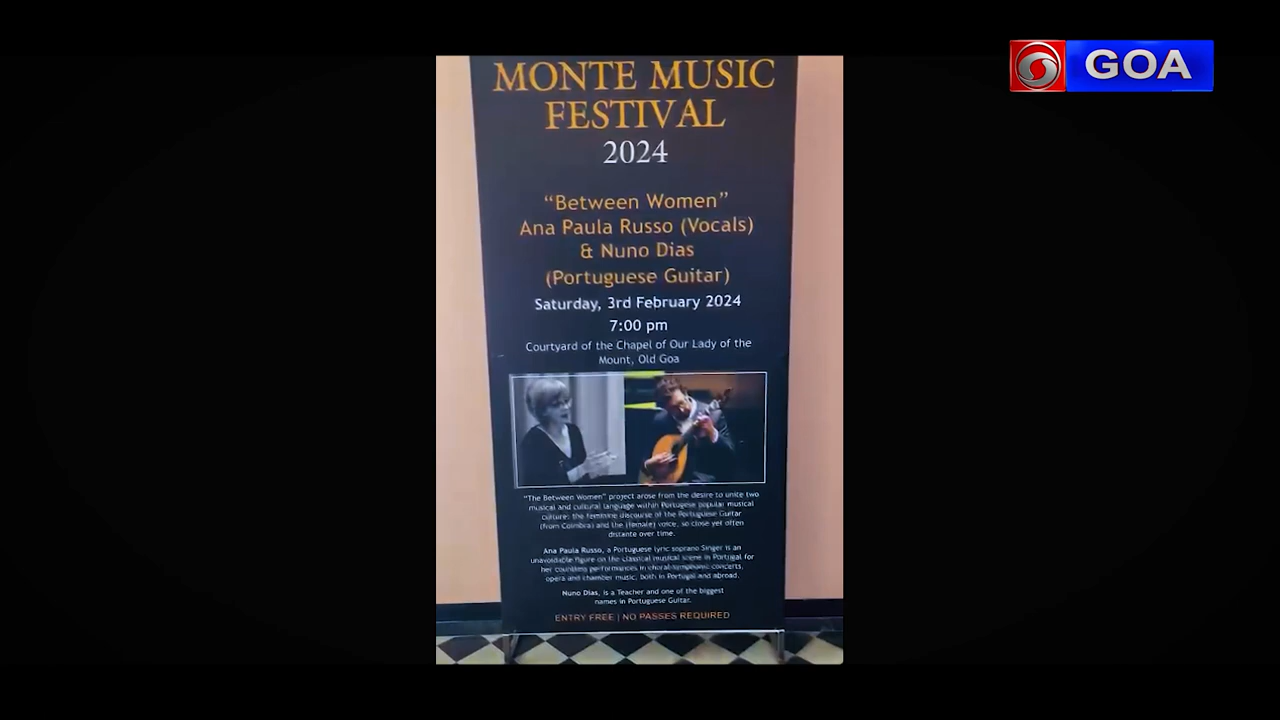 GOA
MONTE MUSIC
FESTIVAL
2024
“Between Women”
Ana Paula Russo (Vocals)
& Nuno Dias
(Portuguese Guitar)
Saturday, 3rd February 2024
7:00 pm
Courtyard of the Chapel of Our Lady of the
Mount, Old Goa
“The Between Women” project arose from the desire to unite two
musical and cultural language within Portugese popular musical
culture: the feminine discourse of the Portuguese Guitar
(from Coimbra) and the (female) voice, so close yet often
distante over time.
Ana Paula Russo, a Portuguese lyric soprano Singer is an
unavoidable figure on the classical musical scene in Portugal for
her countless performances in choral-symphonic concerts,
opera and chamber music, both in Portugal and abroad.
Nuno Dias, is a Teacher and one of the biggest
names in Portuguese Guitar.
ENTRY FREE | NO PASSES REQUIRED